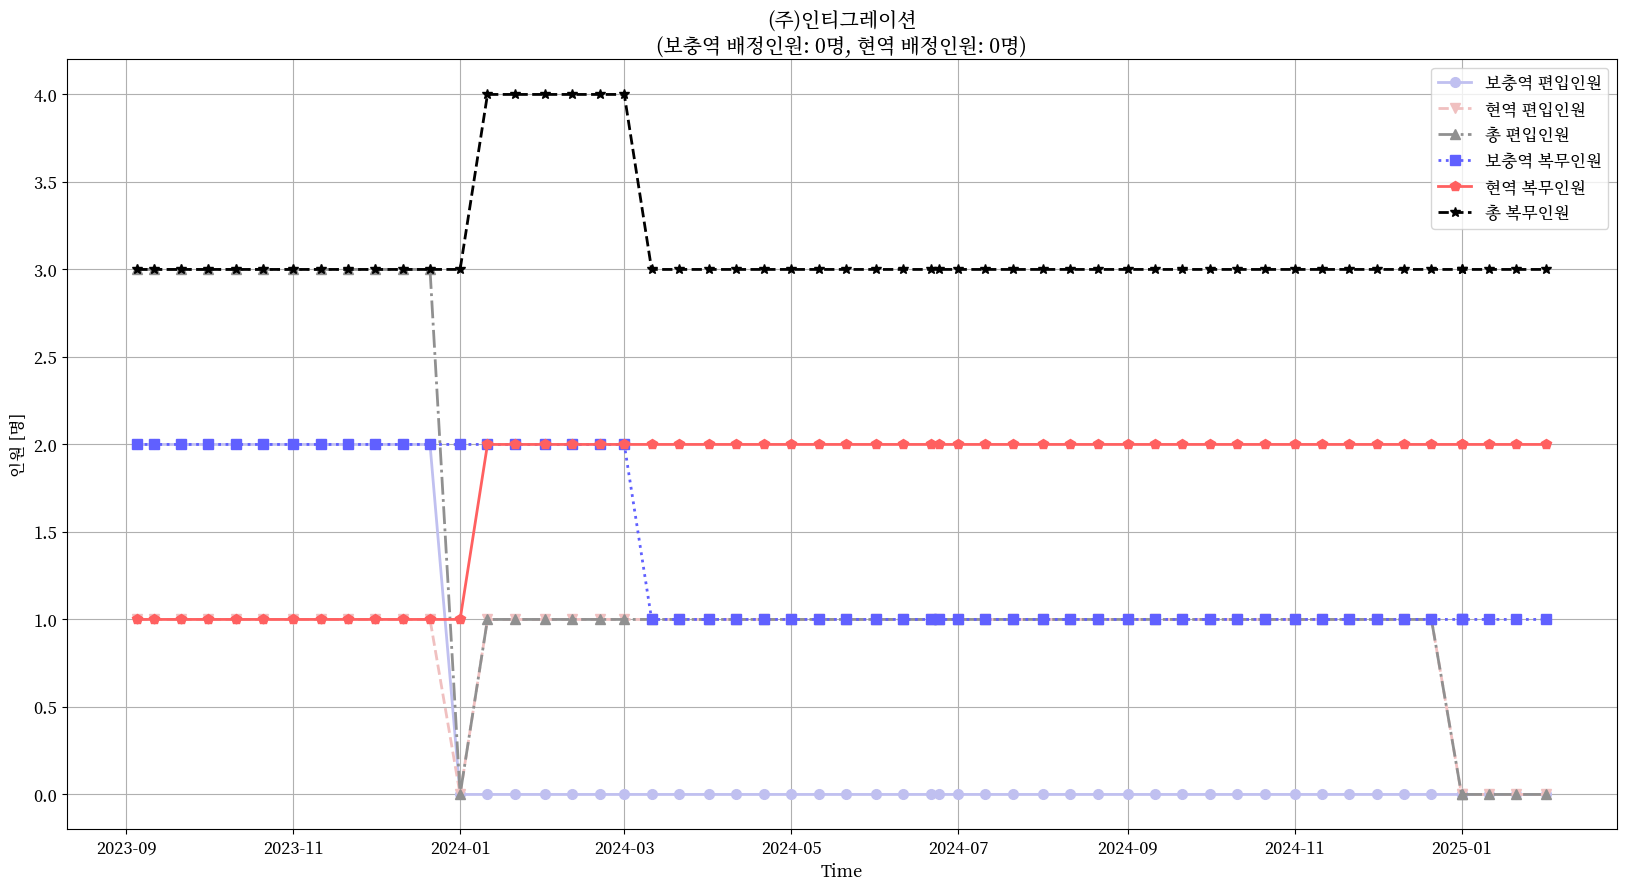 (주)인티그레이션
(보충역 배정인원: 0명, 현역 배정인원: 0명)
보충역 편입인원
현역 편입인원
총 편입인원
보충역 복무인원
현역 복무인원
총 복무인원
인원 [명]
4.0
3.5
3.0
2.5
2.0
1.5
1.0
0.5
0.0
2023-09 2023-11 2024-01 2024-03 2024-05 2024-07 2024-09 2024-11 2025-01
Time